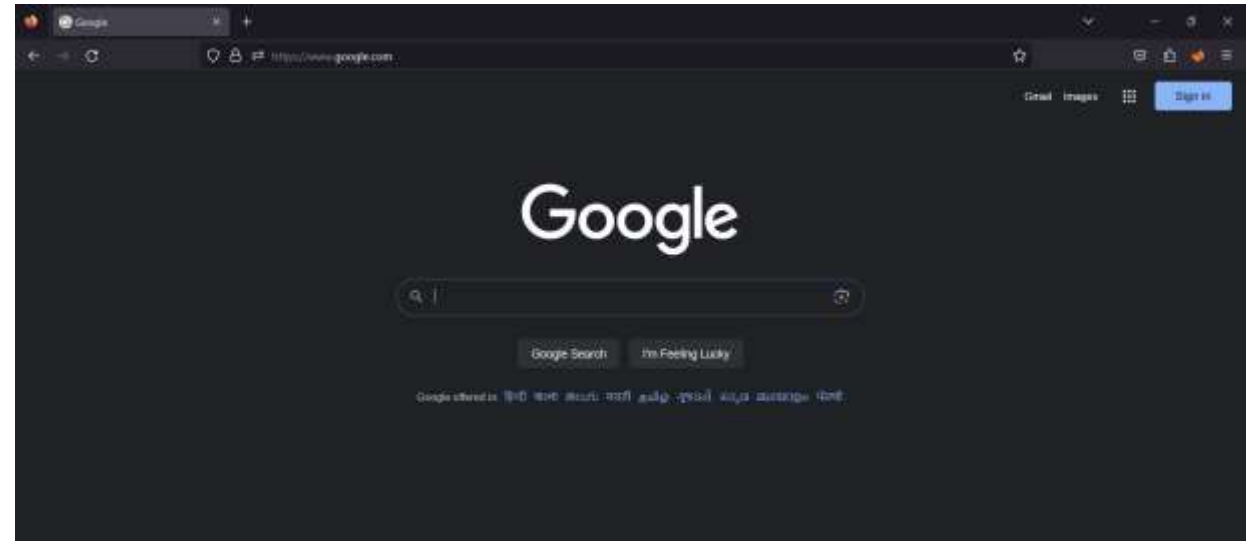 Google
https://www.google.com
Gmail Images Sign in
Google
Google Search I'm Feeling Lucky
Google offered in: हिन्दी বাংলা తెలుగు मराठी தமிழ் ગુજરાતી ಕನ್ನಡ മലയാളം